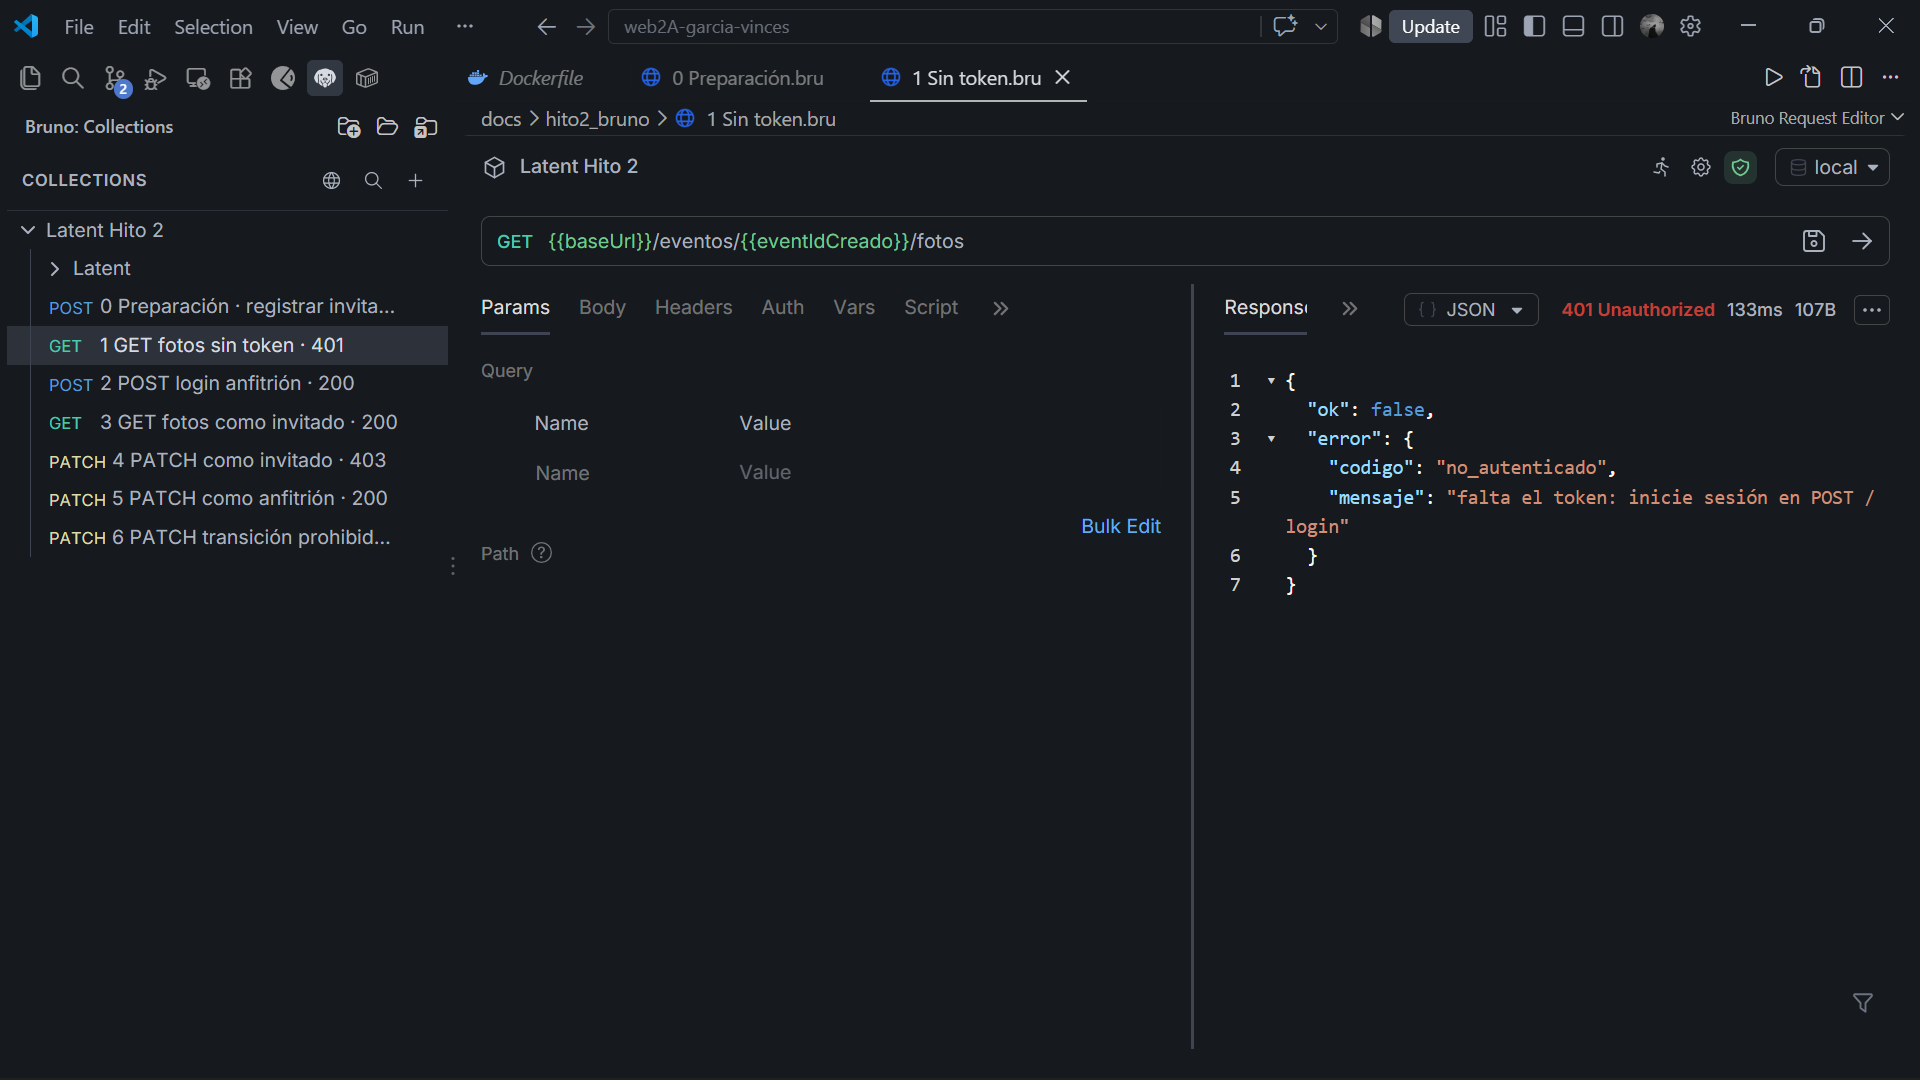 File Edit Selection View Go Run ···
web2A-garcia-vinces
Update
2
Dockerfile
0 Preparación.bru
1 Sin token.bru
Bruno: Collections
docs > hito2_bruno > 1 Sin token.bru
Bruno Request Editor
COLLECTIONS
Latent Hito 2
local
Latent Hito 2
Latent
POST 0 Preparación · registrar invita...
GET 1 GET fotos sin token · 401
POST 2 POST login anfitrión · 200
GET 3 GET fotos como invitado · 200
PATCH 4 PATCH como invitado · 403
PATCH 5 PATCH como anfitrión · 200
PATCH 6 PATCH transición prohibid...
GET {{baseUrl}}/eventos/{{eventIdCreado}}/fotos
Params Body Headers Auth Vars Script
Query
Name Value
Name Value
Bulk Edit
Path ?
Respons
{ } JSON
401 Unauthorized 133ms 107B
1 {
2 "ok": false,
3 "error": {
4 "codigo": "no_autenticado",
5 "mensaje": "falta el token: inicie sesión en POST /
login"
6 }
7 }